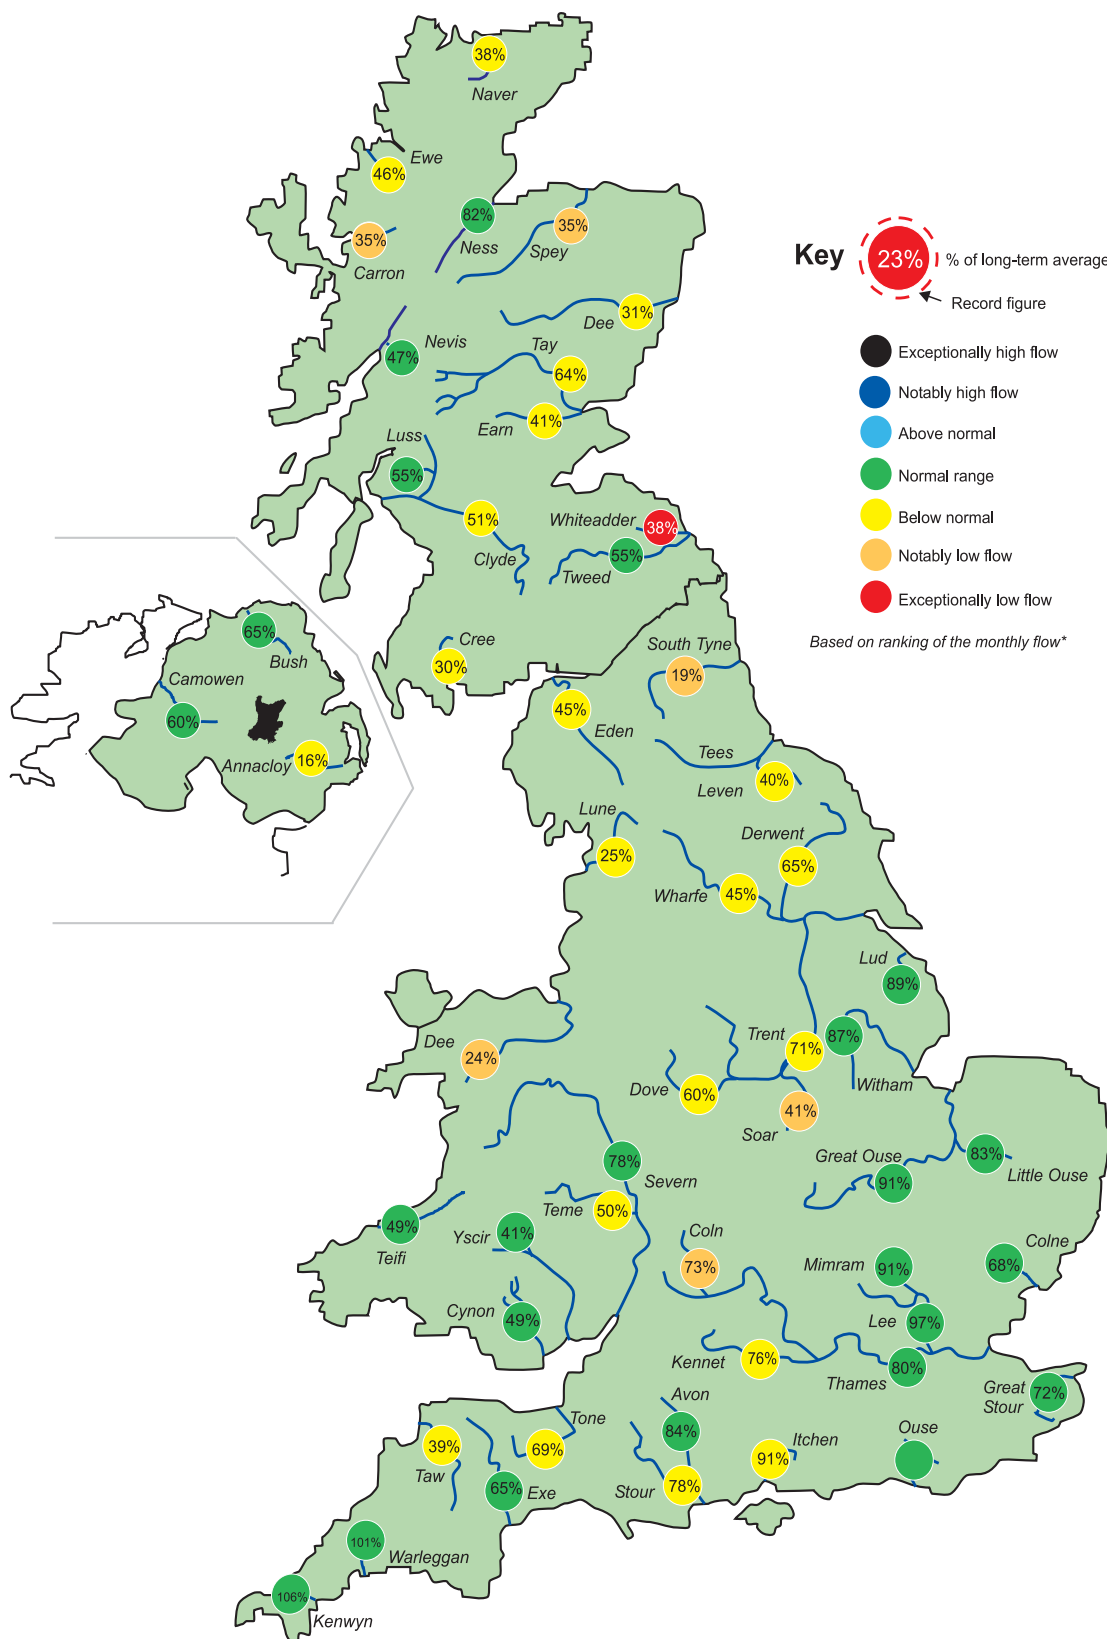 38%
Naver
Ewe
46%
82%
Ness
35%
Spey
35%
Carron
Key
23%
% of long-term average
Record figure
31%
Dee
Nevis
47%
Tay
64%
Exceptionally high flow
Notably high flow
Above normal
Normal range
Below normal
Notably low flow
Exceptionally low flow
Based on ranking of the monthly flow*
Earn
41%
Luss
55%
51%
Clyde
Whiteadder
38%
55%
Tweed
65%
Bush
Camowen
60%
Annacloy
16%
Cree
30%
South Tyne
19%
45%
Eden
Tees
Leven
40%
Lune
25%
Derwent
65%
Wharfe
45%
Lud
89%
Dee
24%
Trent
71%
87%
Witham
Dove
60%
41%
Soar
78%
Severn
Great Ouse
91%
83%
Little Ouse
Teme
50%
49%
Teifi
Yscir
41%
Coln
73%
Mimram
91%
Colne
68%
Cynon
49%
Lee
97%
Kennet
76%
Thames
80%
Great
Stour
72%
Avon
84%
Tone
69%
39%
Taw
65%
Exe
Stour
78%
Itchen
91%
Ouse
101%
Warleggan
106%
Kenwyn